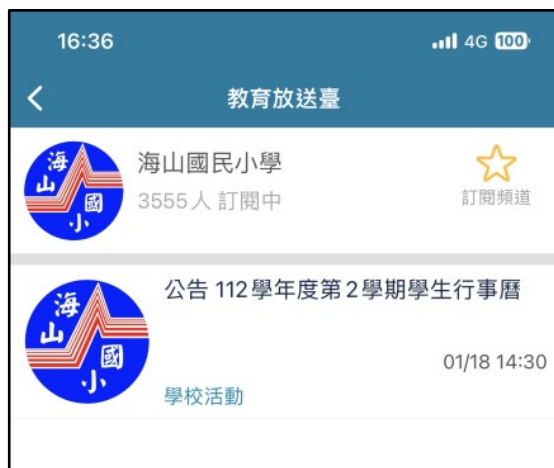 16:36
4G 100
教育放送臺
海山國小
海山國民小學
3555人 訂閱中
訂閱頻道
海山國小
公告 112學年度第2學期學生行事曆
01/18 14:30
學校活動